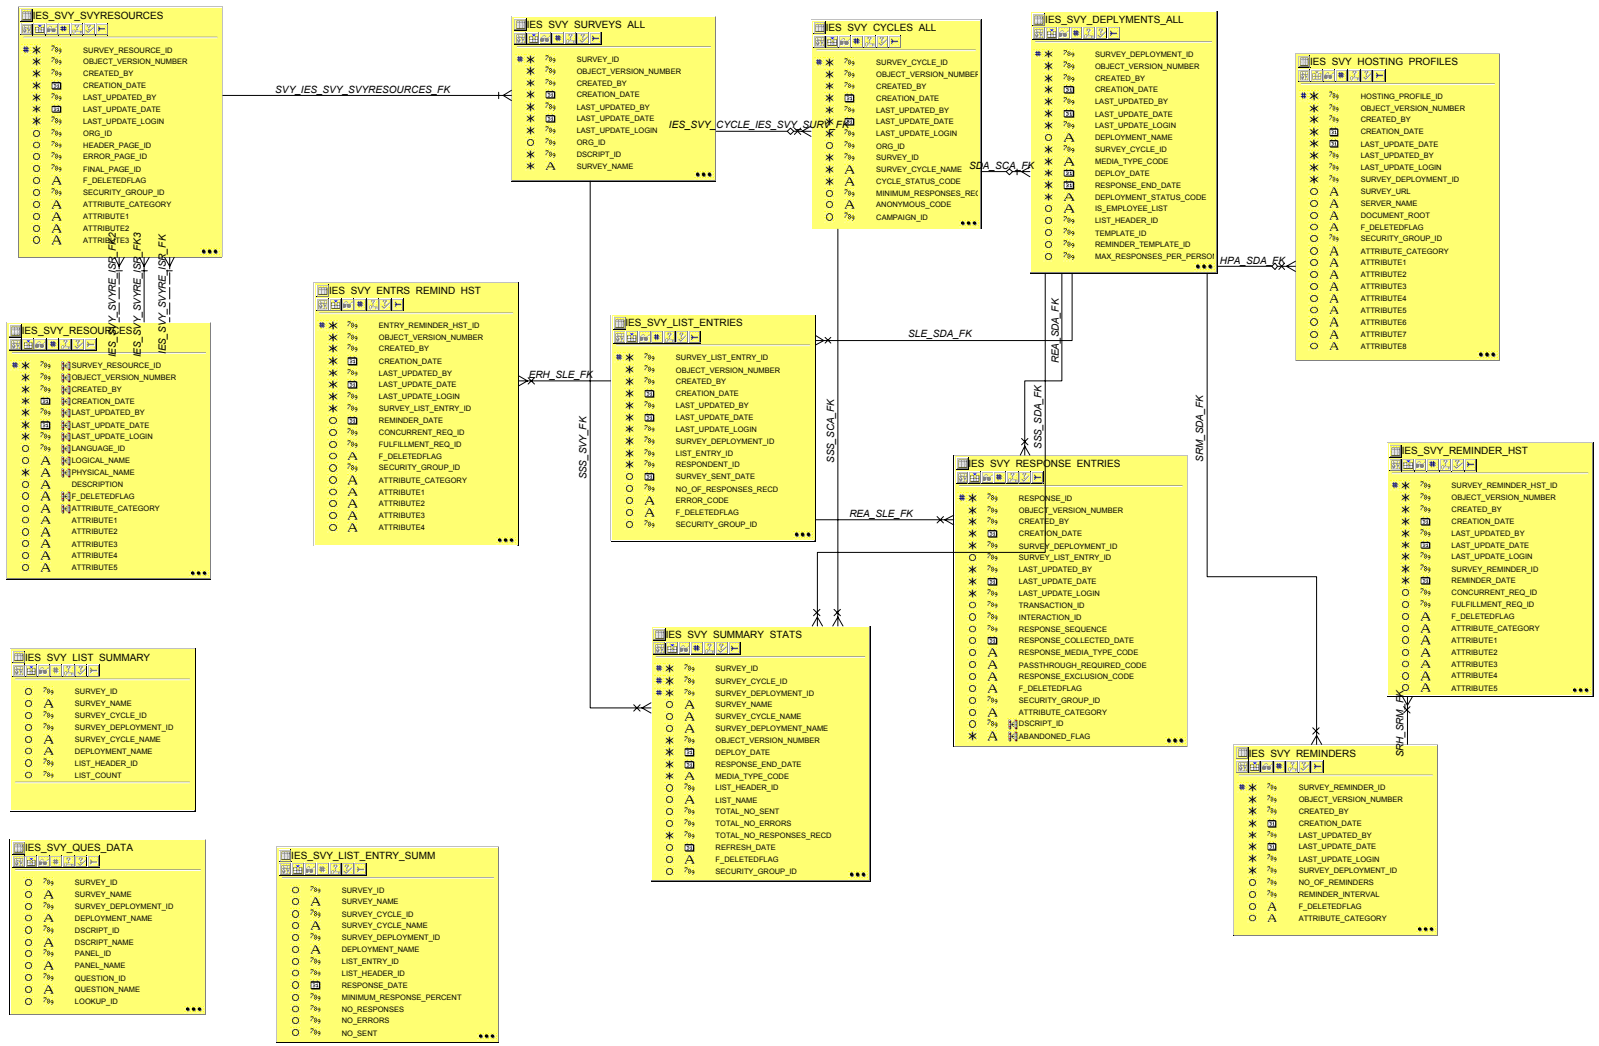 IES_SVY_SVYRESOURCES
SURVEY_RESOURCE_ID
OBJECT_VERSION_NUMBER
CREATED_BY
CREATION_DATE
LAST_UPDATED_BY
LAST_UPDATE_DATE
LAST_UPDATE_LOGIN
ORG_ID
HEADER_PAGE_ID
ERROR_PAGE_ID
FINAL_PAGE_ID
F_DELETEDFLAG
SECURITY_GROUP_ID
ATTRIBUTE_CATEGORY
ATTRIBUTE1
ATTRIBUTE2
ATTRIBUTE3
SVY_IES_SVY_SVYRESOURCES_FK
IES_SVY_SURVEYS_ALL
SURVEY_ID
OBJECT_VERSION_NUMBER
CREATED_BY
CREATION_DATE
LAST_UPDATED_BY
LAST_UPDATE_DATE
LAST_UPDATE_LOGIN
ORG_ID
DSCRIPT_ID
SURVEY_NAME
IES_SVY_CYCLE_IES_SVY_SURV_FK
IES_SVY_CYCLES_ALL
SURVEY_CYCLE_ID
OBJECT_VERSION_NUMBER
CREATED_BY
CREATION_DATE
LAST_UPDATED_BY
LAST_UPDATE_DATE
LAST_UPDATE_LOGIN
ORG_ID
SURVEY_ID
SURVEY_CYCLE_NAME
CYCLE_STATUS_CODE
MINIMUM_RESPONSES_REC
ANONYMOUS_CODE
CAMPAIGN_ID
SDA_SCA_FK
IES_SVY_DEPLYMENTS_ALL
SURVEY_DEPLOYMENT_ID
OBJECT_VERSION_NUMBER
CREATED_BY
CREATION_DATE
LAST_UPDATED_BY
LAST_UPDATE_DATE
LAST_UPDATE_LOGIN
DEPLOYMENT_NAME
SURVEY_CYCLE_ID
MEDIA_TYPE_CODE
DEPLOY_DATE
RESPONSE_END_DATE
DEPLOYMENT_STATUS_CODE
IS_EMPLOYEE_LIST
LIST_HEADER_ID
TEMPLATE_ID
REMINDER_TEMPLATE_ID
MAX_RESPONSES_PER_PERSON
HPA_SDA_FK
IES_SVY_HOSTING_PROFILES
HOSTING_PROFILE_ID
OBJECT_VERSION_NUMBER
CREATED_BY
CREATION_DATE
LAST_UPDATE_DATE
LAST_UPDATED_BY
LAST_UPDATE_LOGIN
SURVEY_DEPLOYMENT_ID
SURVEY_URL
SERVER_NAME
DOCUMENT_ROOT
F_DELETEDFLAG
SECURITY_GROUP_ID
ATTRIBUTE_CATEGORY
ATTRIBUTE1
ATTRIBUTE2
ATTRIBUTE3
ATTRIBUTE4
ATTRIBUTE5
ATTRIBUTE6
ATTRIBUTE7
ATTRIBUTE8
IES_SVY_SVYRE_ISR_FK2
IES_SVY_SVYRE_ISR_FK3
IES_SVY_SVYRE_ISR_FK
IES_SVY_RESOURCES
SURVEY_RESOURCE_ID
OBJECT_VERSION_NUMBER
CREATED_BY
CREATION_DATE
LAST_UPDATED_BY
LAST_UPDATE_DATE
LAST_UPDATE_LOGIN
LANGUAGE_ID
LOGICAL_NAME
PHYSICAL_NAME
DESCRIPTION
F_DELETEDFLAG
ATTRIBUTE_CATEGORY
ATTRIBUTE1
ATTRIBUTE2
ATTRIBUTE3
ATTRIBUTE4
ATTRIBUTE5
IES_SVY_ENTRS_REMIND_HST
ENTRY_REMINDER_HST_ID
OBJECT_VERSION_NUMBER
CREATED_BY
CREATION_DATE
LAST_UPDATED_BY
LAST_UPDATE_DATE
LAST_UPDATE_LOGIN
SURVEY_LIST_ENTRY_ID
REMINDER_DATE
CONCURRENT_REQ_ID
FULFILLMENT_REQ_ID
F_DELETEDFLAG
SECURITY_GROUP_ID
ATTRIBUTE_CATEGORY
ATTRIBUTE1
ATTRIBUTE2
ATTRIBUTE3
ATTRIBUTE4
ERH_SLE_FK
SSS_SVY_FK
IES_SVY_LIST_ENTRIES
SURVEY_LIST_ENTRY_ID
OBJECT_VERSION_NUMBER
CREATED_BY
CREATION_DATE
LAST_UPDATED_BY
LAST_UPDATE_DATE
LAST_UPDATE_LOGIN
SURVEY_DEPLOYMENT_ID
LIST_ENTRY_ID
RESPONDENT_ID
SURVEY_SENT_DATE
NO_OF_RESPONSES_RECD
ERROR_CODE
F_DELETEDFLAG
SECURITY_GROUP_ID
SLE_SDA_FK
SSS_SCA_FK
REA_SLE_FK
REA_SDA_FK
SSS_SDA_FK
SRM_SDA_FK
IES_SVY_RESPONSE_ENTRIES
RESPONSE_ID
OBJECT_VERSION_NUMBER
CREATED_BY
CREATION_DATE
SURVEY_DEPLOYMENT_ID
SURVEY_LIST_ENTRY_ID
LAST_UPDATED_BY
LAST_UPDATE_DATE
LAST_UPDATE_LOGIN
TRANSACTION_ID
INTERACTION_ID
RESPONSE_SEQUENCE
RESPONSE_COLLECTED_DATE
RESPONSE_MEDIA_TYPE_CODE
PASSTHROUGH_REQUIRED_CODE
RESPONSE_EXCLUSION_CODE
F_DELETEDFLAG
SECURITY_GROUP_ID
ATTRIBUTE_CATEGORY
DSCRIPT_ID
ABANDONED_FLAG
IES_SVY_REMINDER_HST
SURVEY_REMINDER_HST_ID
OBJECT_VERSION_NUMBER
CREATED_BY
CREATION_DATE
LAST_UPDATED_BY
LAST_UPDATE_DATE
LAST_UPDATE_LOGIN
SURVEY_REMINDER_ID
REMINDER_DATE
CONCURRENT_REQ_ID
FULFILLMENT_REQ_ID
F_DELETEDFLAG
ATTRIBUTE_CATEGORY
ATTRIBUTE1
ATTRIBUTE2
ATTRIBUTE3
ATTRIBUTE4
ATTRIBUTE5
SRH_SRM_FK
IES_SVY_LIST_SUMMARY
SURVEY_ID
SURVEY_NAME
SURVEY_CYCLE_ID
SURVEY_DEPLOYMENT_ID
SURVEY_CYCLE_NAME
DEPLOYMENT_NAME
LIST_HEADER_ID
LIST_COUNT
IES_SVY_SUMMARY_STATS
SURVEY_ID
SURVEY_CYCLE_ID
SURVEY_DEPLOYMENT_ID
SURVEY_NAME
SURVEY_CYCLE_NAME
SURVEY_DEPLOYMENT_NAME
OBJECT_VERSION_NUMBER
DEPLOY_DATE
RESPONSE_END_DATE
MEDIA_TYPE_CODE
LIST_HEADER_ID
LIST_NAME
TOTAL_NO_SENT
TOTAL_NO_ERRORS
TOTAL_NO_RESPONSES_RECD
REFRESH_DATE
F_DELETEDFLAG
SECURITY_GROUP_ID
IES_SVY_REMINDERS
SURVEY_REMINDER_ID
OBJECT_VERSION_NUMBER
CREATED_BY
CREATION_DATE
LAST_UPDATED_BY
LAST_UPDATE_DATE
LAST_UPDATE_LOGIN
SURVEY_DEPLOYMENT_ID
NO_OF_REMINDERS
REMINDER_INTERVAL
F_DELETEDFLAG
ATTRIBUTE_CATEGORY
IES_SVY_QUES_DATA
SURVEY_ID
SURVEY_NAME
SURVEY_DEPLOYMENT_ID
DEPLOYMENT_NAME
DSCRIPT_ID
DSCRIPT_NAME
PANEL_ID
PANEL_NAME
QUESTION_ID
QUESTION_NAME
LOOKUP_ID
IES_SVY_LIST_ENTRY_SUMM
SURVEY_ID
SURVEY_NAME
SURVEY_CYCLE_ID
SURVEY_CYCLE_NAME
SURVEY_DEPLOYMENT_ID
DEPLOYMENT_NAME
LIST_ENTRY_ID
LIST_HEADER_ID
RESPONSE_DATE
MINIMUM_RESPONSE_PERCENT
NO_RESPONSES
NO_ERRORS
NO_SENT